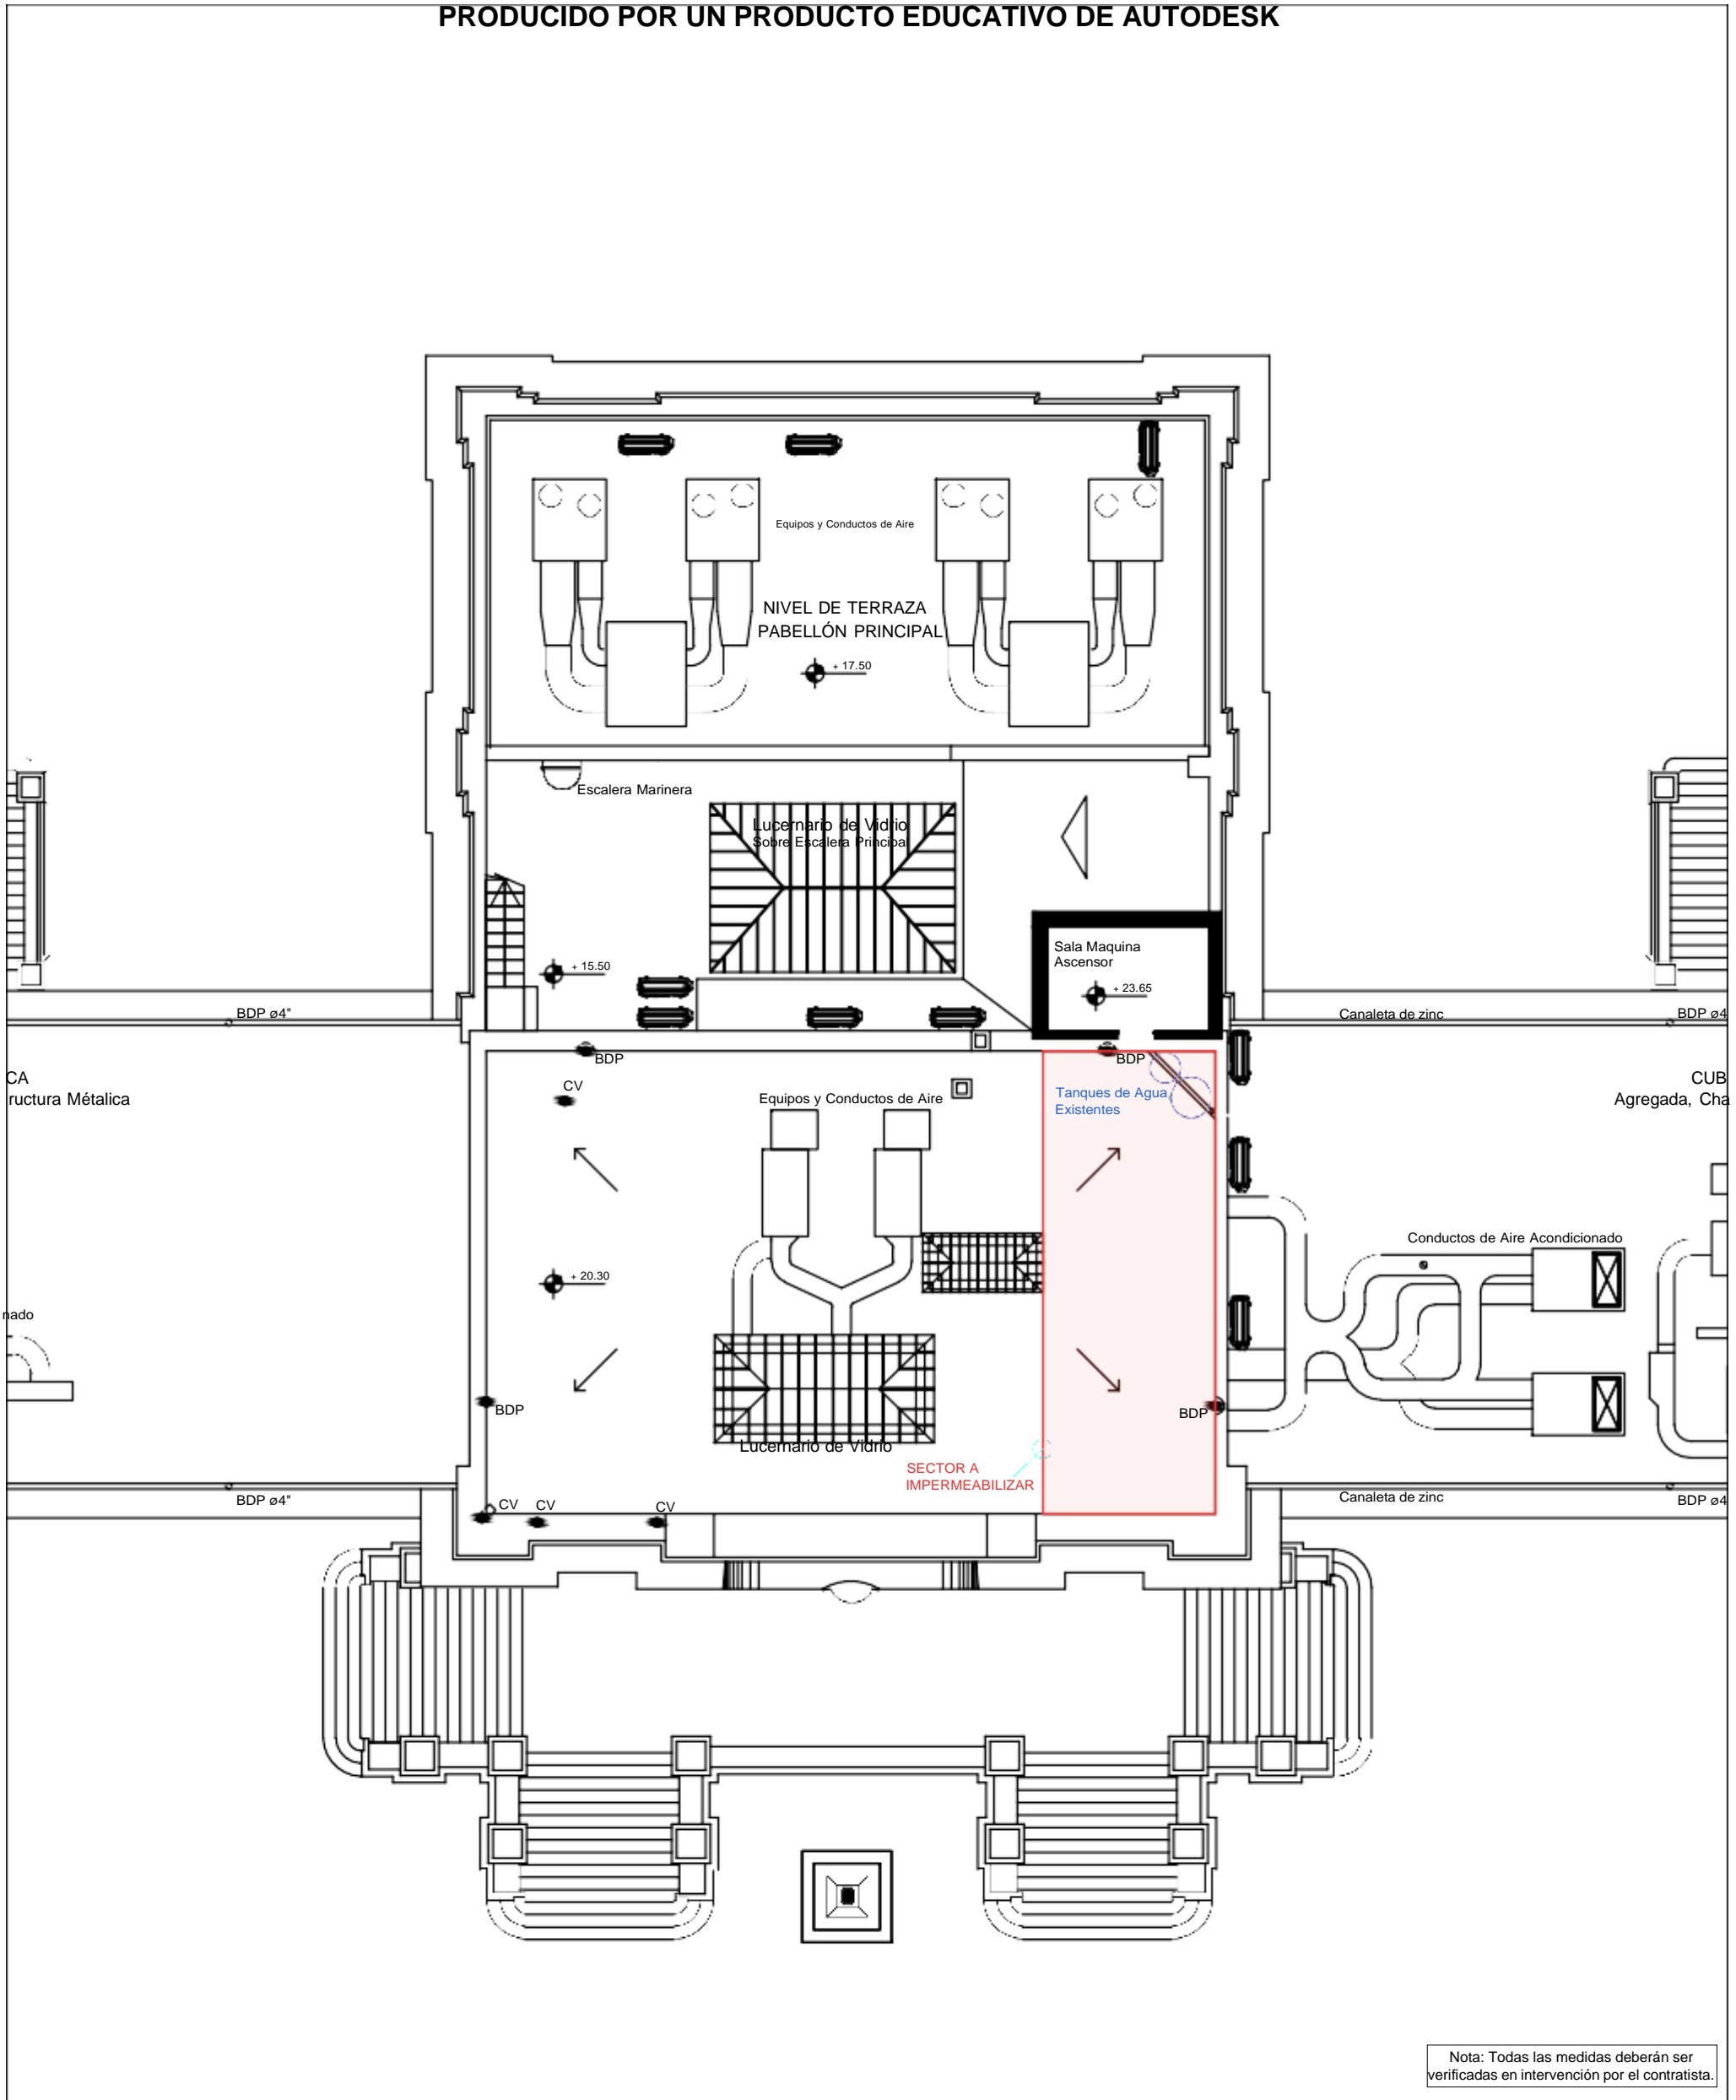 PRODUCIDO POR UN PRODUCTO EDUCATIVO DE AUTODESK
Equipos y Conductos de Aire
NIVEL DE TERRAZA
PABELLÓN PRINCIPAL
+ 17.50
Escalera Marinera
Lucernario de Vidrio
Sobre Escalera Principal
Sala Maquina
Ascensor
+ 15.50
+ 23.65
BDP ø4"
Canaleta de zinc
BDP ø4
BDP
BDP
CA
ructura Métalica
CV
Equipos y Conductos de Aire
Tanques de Agua
Existentes
CUB
Agregada, Cha
Conductos de Aire Acondicionado
+ 20.30
nado
BDP
BDP
Lucernario de Vidrio
SECTOR A
IMPERMEABILIZAR
BDP ø4"
CV
CV
CV
Canaleta de zinc
BDP ø4
Nota: Todas las medidas deberán ser
verificadas en intervención por el contratista.